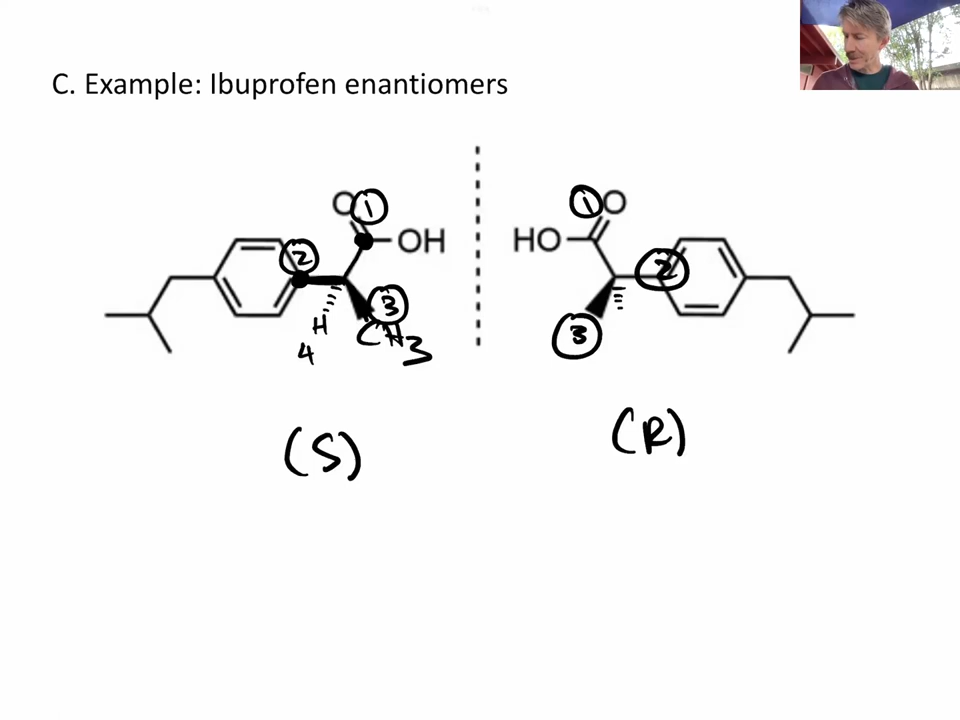 C. Example: Ibuprofen enantiomers
O 1
OH
2
3
H
CH3
4
(S)
1 O
HO
2
3
(R)